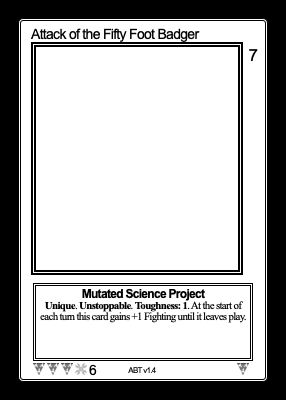 Attack of the Fifty Foot Badger
7
Mutated Science Project
Unique. Unstoppable. Toughness: 1. At the start of
each turn this card gains +1 Fighting until it leaves play.
6 ABT v1.4